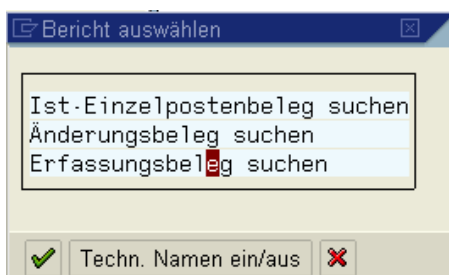 Bericht auswählen
Ist-Einzelpostenbeleg suchen
Änderungsbeleg suchen
Erfassungsbeleg suchen
Techn. Namen ein/aus